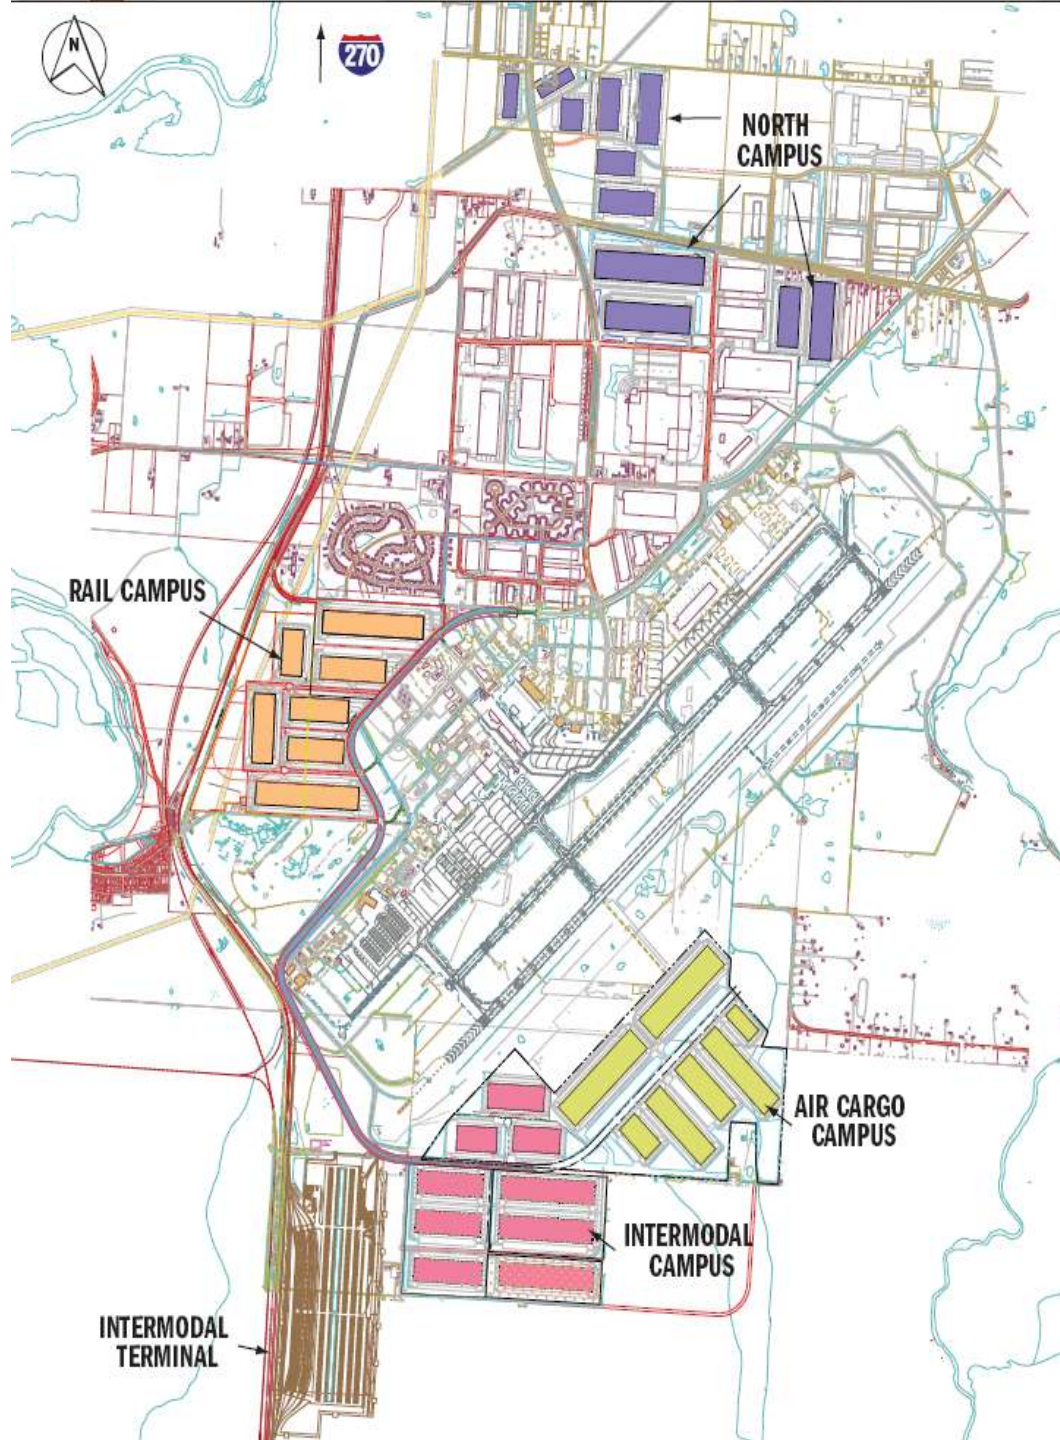 N
270
NORTH
CAMPUS
RAIL CAMPUS
AIR CARGO
CAMPUS
INTERMODAL
CAMPUS
INTERMODAL
TERMINAL